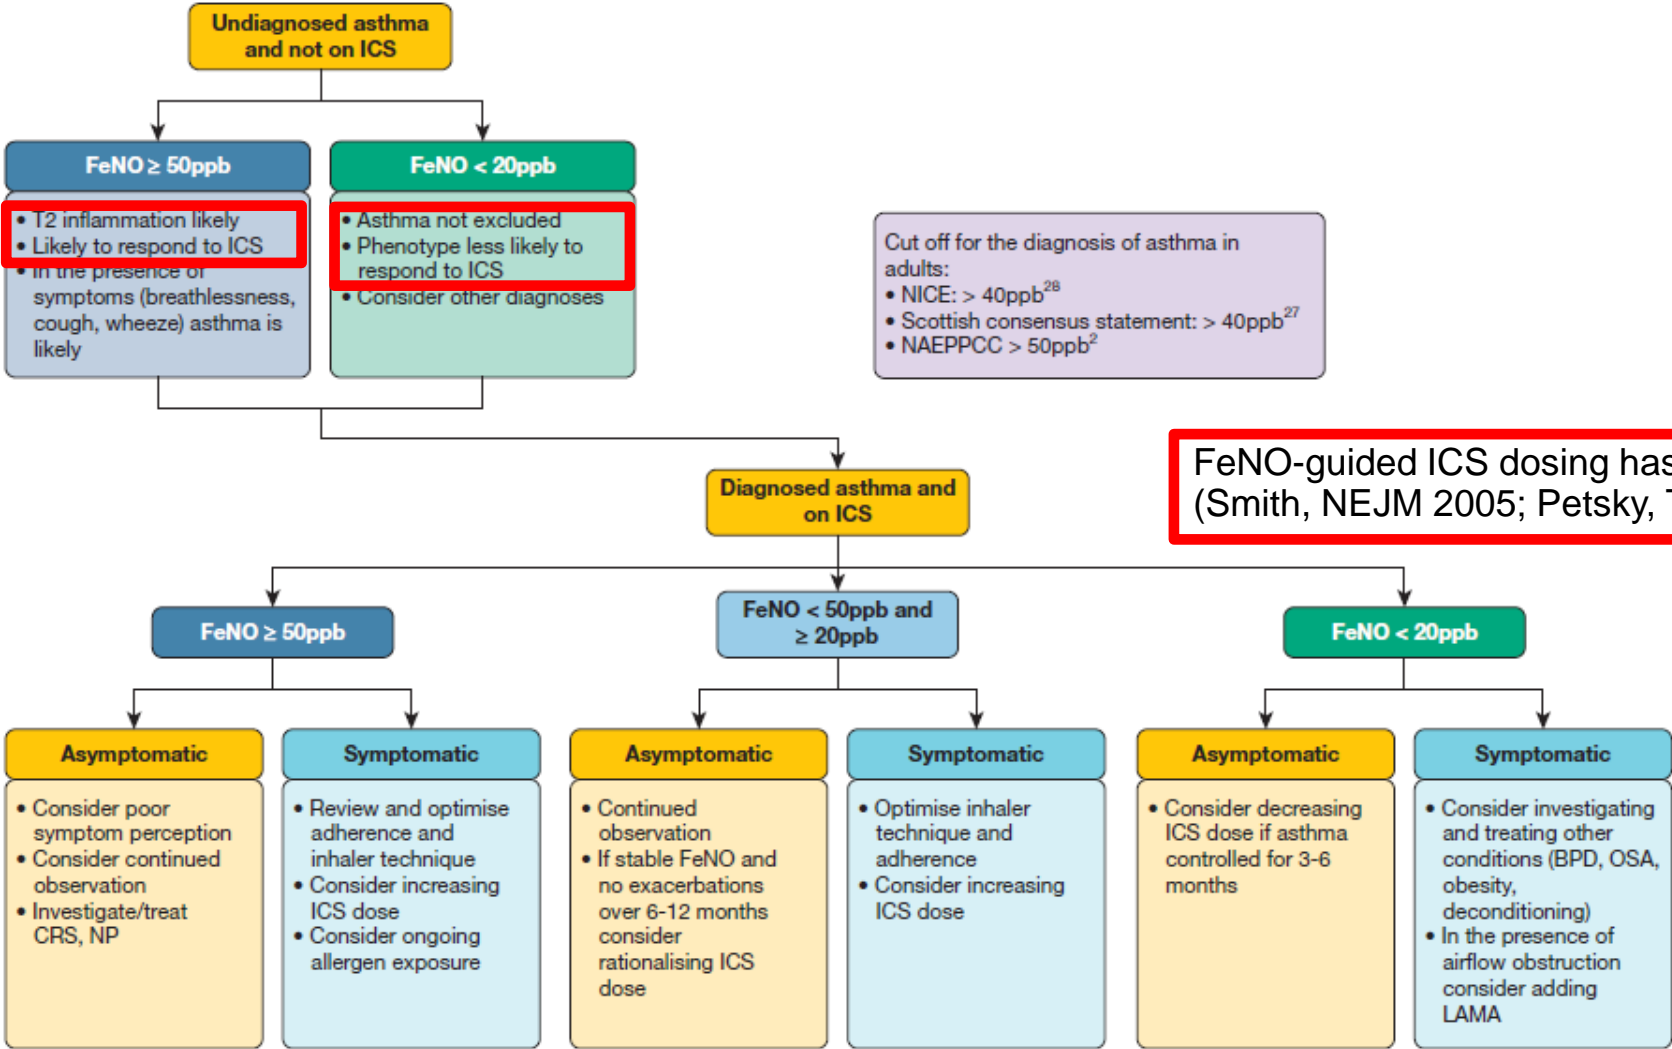 Undiagnosed asthma
and not on ICS
FeNO ≥ 50ppb
• T2 inflammation likely
• Likely to respond to ICS
• In the presence of
symptoms (breathlessness,
cough, wheeze) asthma is
likely
FeNO < 20ppb
• Asthma not excluded
• Phenotype less likely to
respond to ICS
• Consider other diagnoses
Cut off for the diagnosis of asthma in
adults:
• NICE: > 40ppb²⁸
• Scottish consensus statement: > 40ppb²⁷
• NAEPPCC > 50ppb²
FeNO-guided ICS dosing has
(Smith, NEJM 2005; Petsky,
Diagnosed asthma and
on ICS
FeNO ≥ 50ppb
FeNO < 50ppb and
≥ 20ppb
FeNO < 20ppb
Asymptomatic
• Consider poor
symptom perception
• Consider continued
observation
• Investigate/treat
CRS, NP
Symptomatic
• Review and optimise
adherence and
inhaler technique
• Consider increasing
ICS dose
• Consider ongoing
allergen exposure
Asymptomatic
• Continued
observation
• If stable FeNO and
no exacerbations
over 6-12 months
consider
rationalising ICS
dose
Symptomatic
• Optimise inhaler
technique and
adherence
• Consider increasing
ICS dose
Asymptomatic
• Consider decreasing
ICS dose if asthma
controlled for 3-6
months
Symptomatic
• Consider investigating
and treating other
conditions (BPD, OSA,
obesity,
deconditioning)
• In the presence of
airflow obstruction
consider adding
LAMA